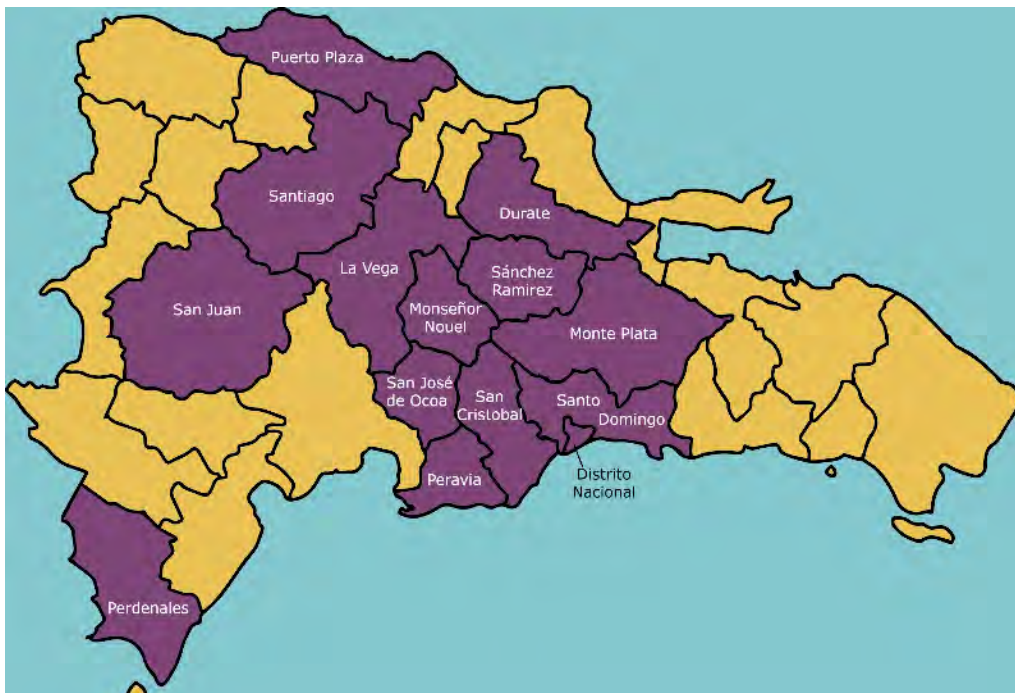 Puerto Plaza
Santiago
Durate
La Vega
Sánchez
Ramirez
San Juan
Monseñor
Nouel
Monte Plata
San José
de Ocoa
San
Cristobal
Santo
Domingo
Peravia
Distrito
Nacional
Perdenales